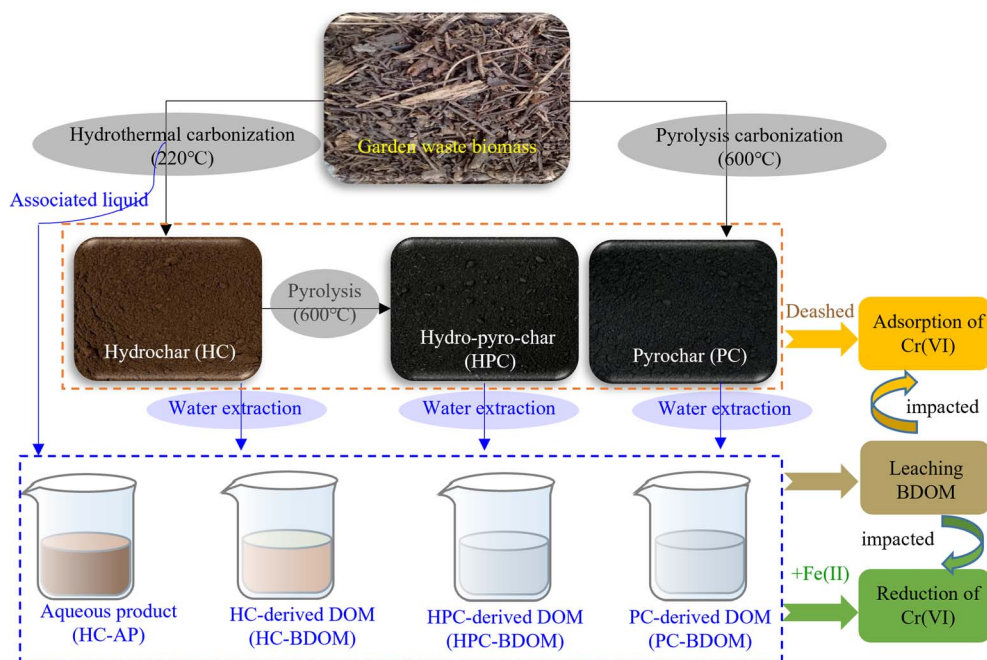 Garden waste biomass
Hydrothermal carbonization
(220℃)
Pyrolysis carbonization
(600℃)
Associated liquid
Hydrochar (HC)
Pyrolysis
(600℃)
Hydro-pyro-char
(HPC)
Pyrochar (PC)
Deashed
Adsorption of
Cr(VI)
impacted
Water extraction
Water extraction
Water extraction
Leaching
BDOM
impacted
+Fe(II)
Reduction of
Cr(VI)
Aqueous product
(HC-AP)
HC-derived DOM
(HC-BDOM)
HPC-derived DOM
(HPC-BDOM)
PC-derived DOM
(PC-BDOM)